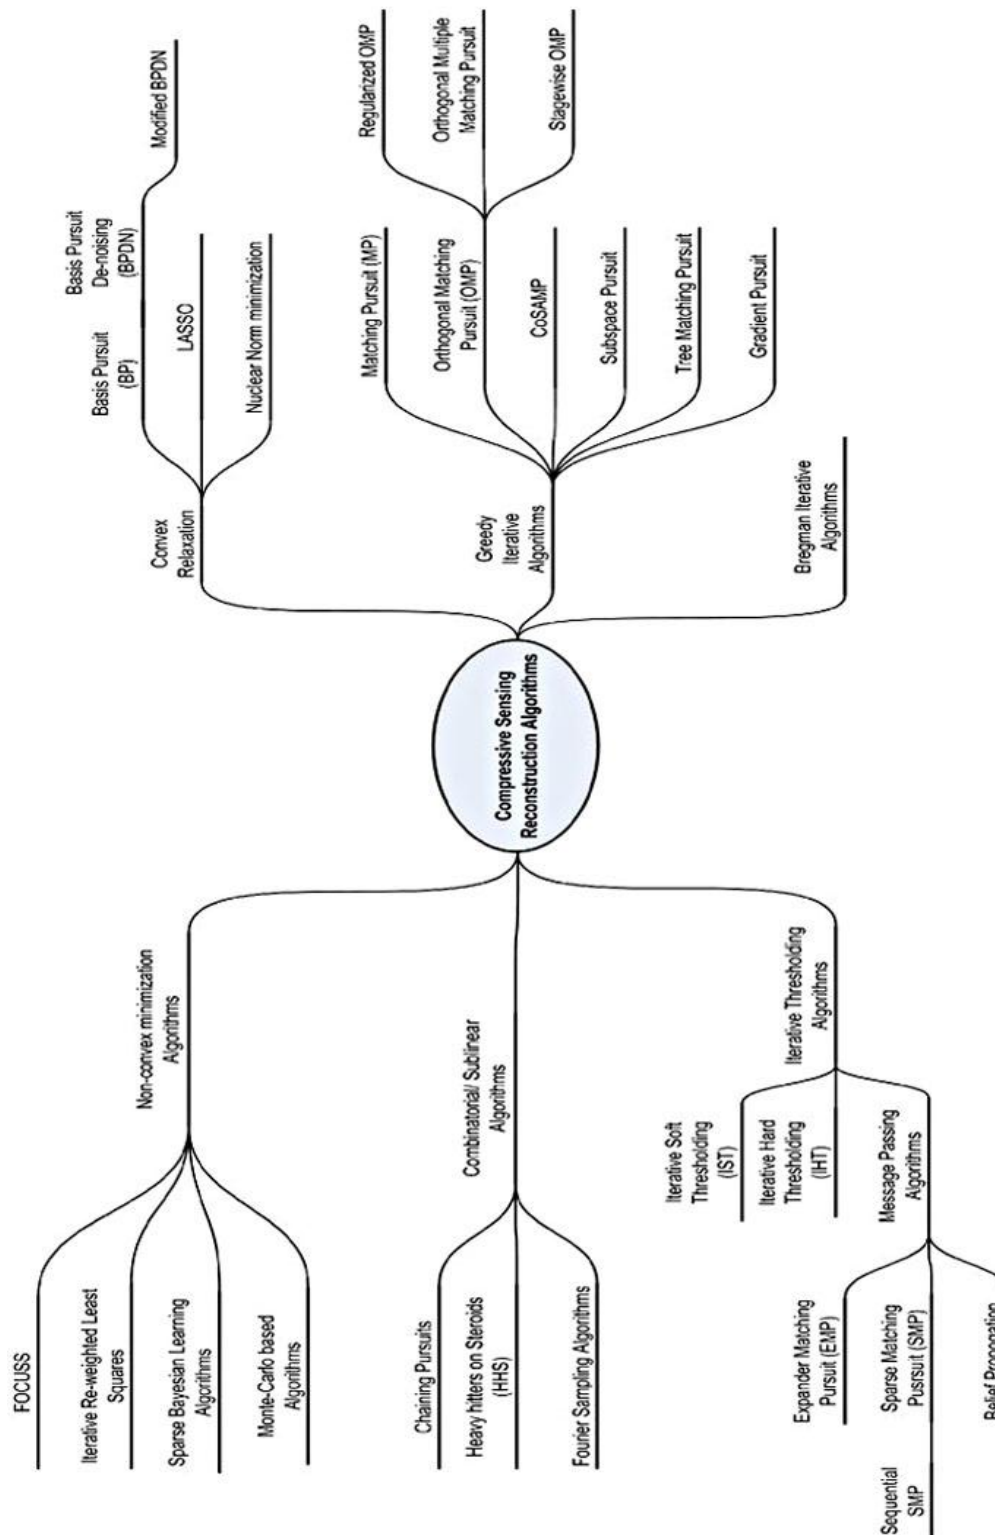 FOCUSS
Iterative Re-weighted Least
Squares
Sparse Bayesian Learning
Algorithms
Monte-Carlo based
Algorithms
Non-convex minimization
Algorithms
Chaining Pursuits
Heavy hitters on Steroids
(HHS)
Fourier Sampling Algorithms
Combinatorial/ Sublinear
Algorithms
Iterative Soft
Thresholding
(IST)
Iterative Hard
Thresholding
(IHT)
Iterative Thresholding
Algorithms
Message Passing
Algorithms
Expander Matching
Pursuit (EMP)
Sparse Matching
Pusrsuit (SMP)
Sequential
SMP
Belief Propagation
Compressive Sensing
Reconstruction Algorithms
Convex
Relaxation
Basis Pursuit
(BP)
Basis Pursuit
De-noising
(BPDN)
Modified BPDN
LASSO
Nuclear Norm minimization
Greedy
Iterative
Algorithms
Matching Pursuit (MP)
Orthogonal Matching
Pursuit (OMP)
CoSAMP
Subspace Pursuit
Tree Matching Pursuit
Gradient Pursuit
Regularized OMP
Orthogonal Multiple
Matching Pursuit
Stagewise OMP
Bregman Iterative
Algorithms